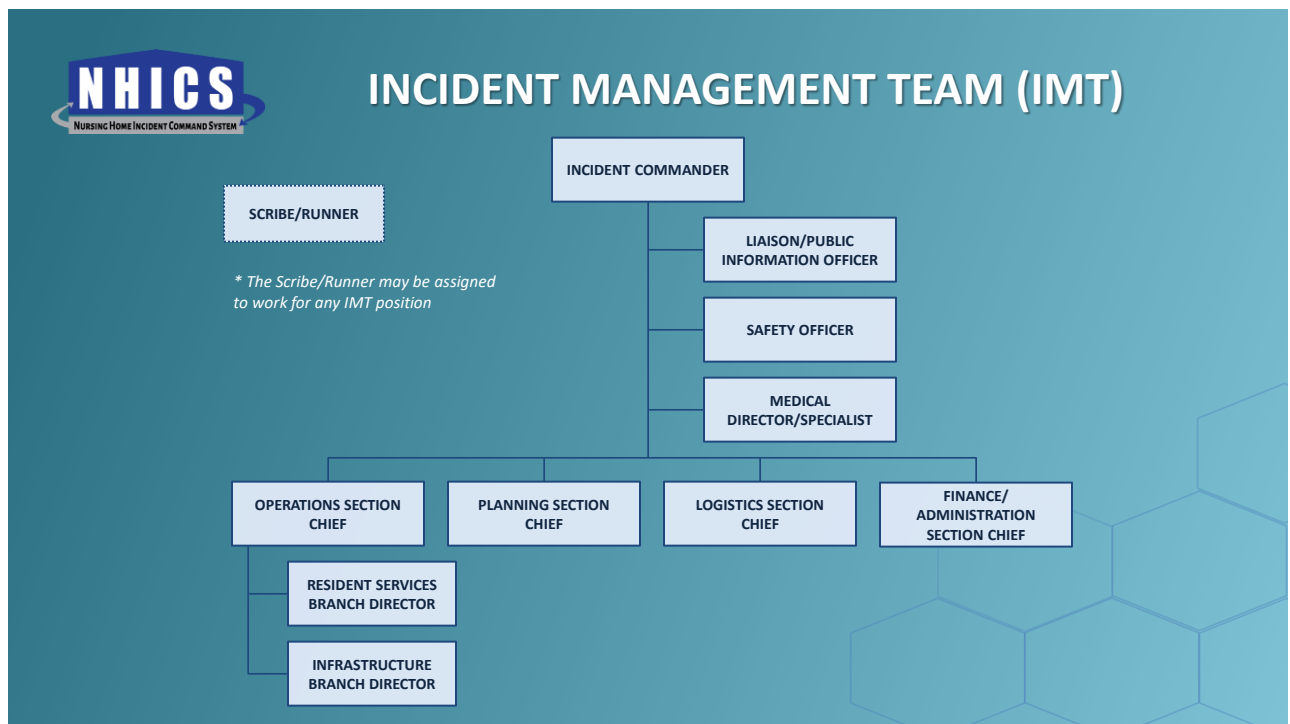 NHICS
NURSING HOME INCIDENT COMMAND SYSTEM
INCIDENT MANAGEMENT TEAM (IMT)
INCIDENT COMMANDER
SCRIBE/RUNNER
* The Scribe/Runner may be assigned
to work for any IMT position
LIAISON/PUBLIC
INFORMATION OFFICER
SAFETY OFFICER
MEDICAL
DIRECTOR/SPECIALIST
OPERATIONS SECTION
CHIEF
PLANNING SECTION
CHIEF
LOGISTICS SECTION
CHIEF
FINANCE/
ADMINISTRATION
SECTION CHIEF
RESIDENT SERVICES
BRANCH DIRECTOR
INFRASTRUCTURE
BRANCH DIRECTOR